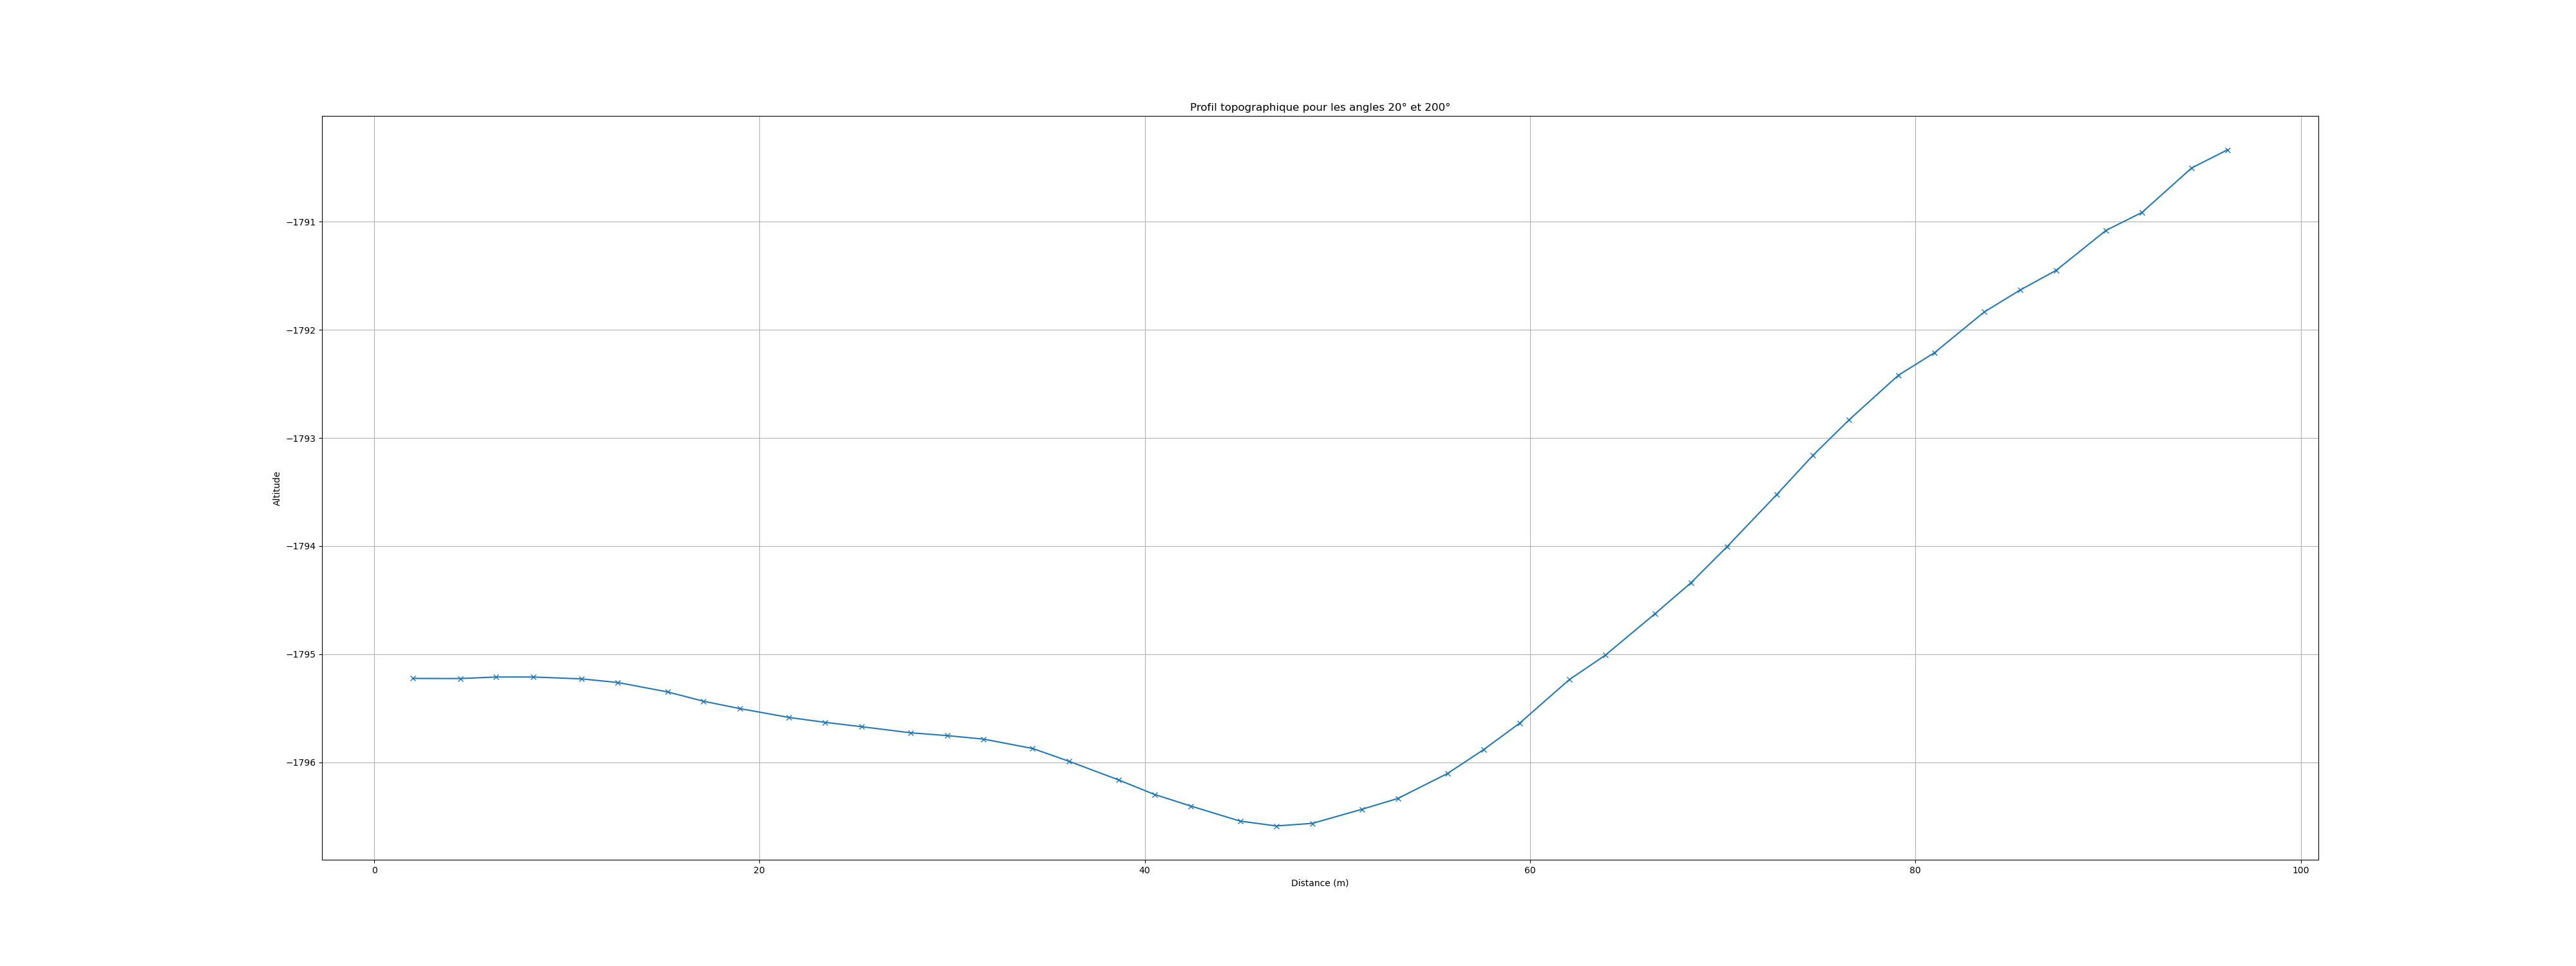 Profil topographique pour les angles 20° et 200°
Altitude
−1791
−1792
−1793
−1794
−1795
−1796
0 20 40 60 80 100
Distance (m)